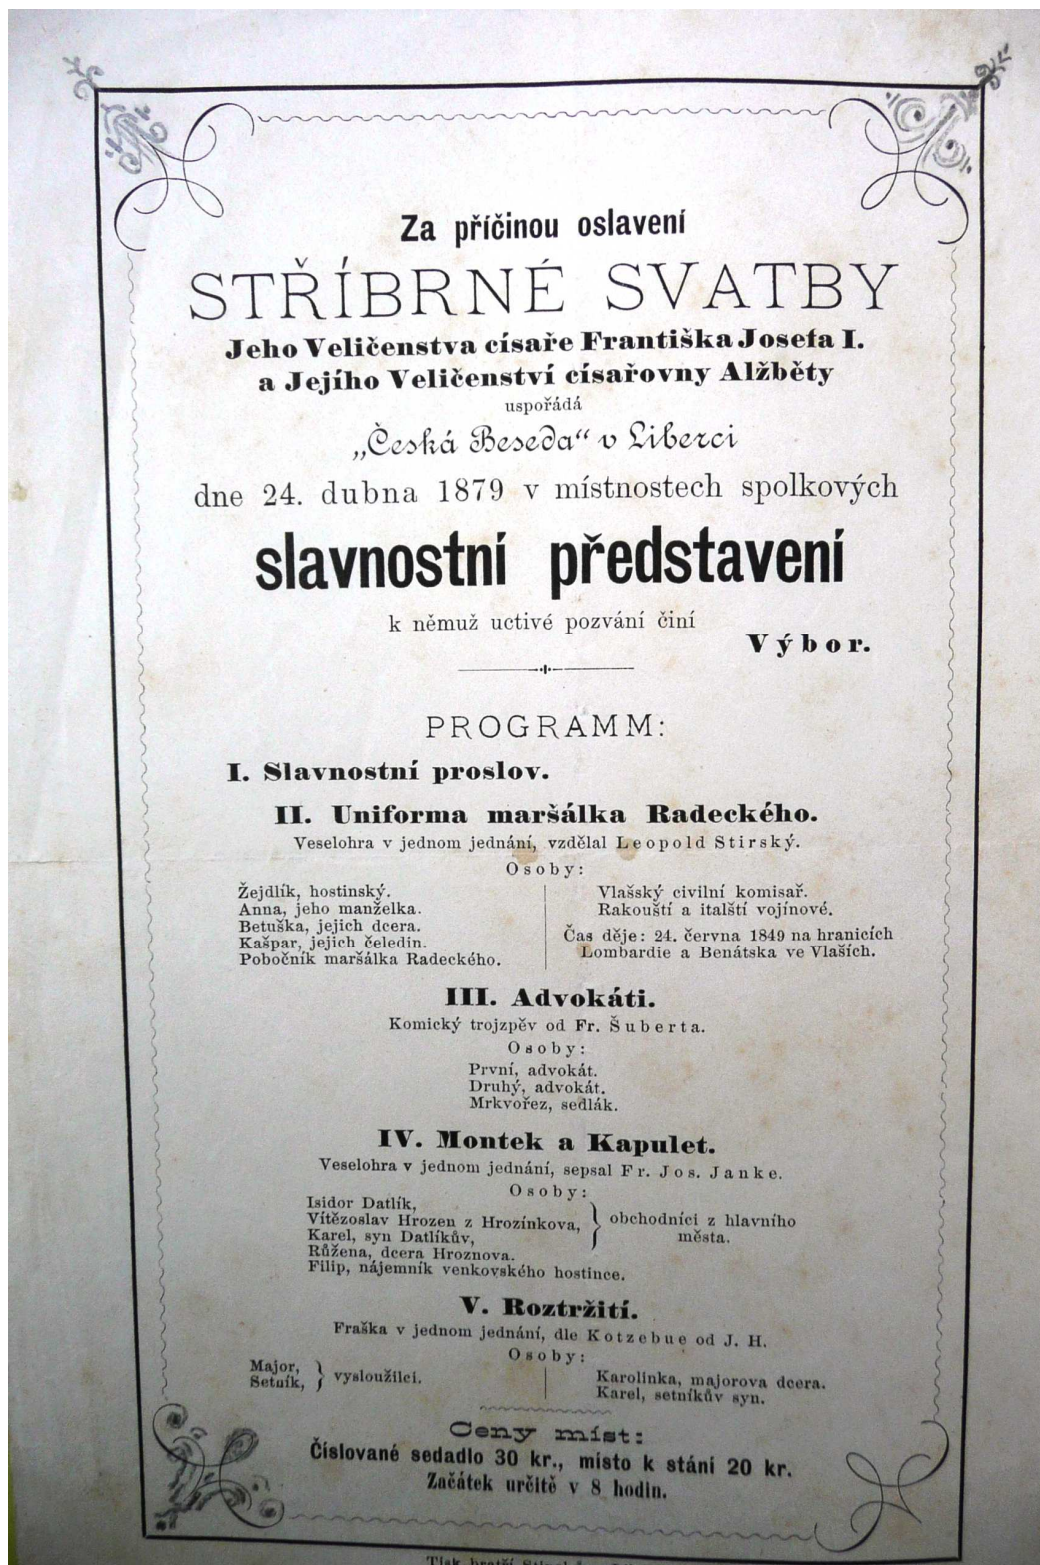 Za příčinou oslavení
STŘÍBRNÉ SVATBY
Jeho Veličenstva císaře Františka Josefa I.
a Jejího Veličenství císařovny Alžběty
uspořádá
„Česká Beseda“ v Liberci
dne 24. dubna 1879 v místnostech spolkových
slavnostní představení
k němuž uctivé pozvání činí
Výbor.
PROGRAMM:
I. Slavnostní proslov.
II. Uniforma maršálka Radeckého.
Veselohra v jednom jednání, vzdělal Leopold Stirský.
Osoby:
Žejdlík, hostinský.
Anna, jeho manželka.
Betuška, jejich dcera.
Kašpar, jejich čeledin.
Pobočník maršálka Radeckého.
Vlašský civilní komisař.
Rakouští a italští vojínové.
Čas děje: 24. června 1849 na hranicích
Lombardie a Benátska ve Vlaších.
III. Advokáti.
Komický trojzpěv od Fr. Šuberta.
Osoby:
První, advokát.
Druhý, advokát.
Mrkvořez, sedlák.
IV. Montek a Kapulet.
Veselohra v jednom jednání, sepsal Fr. Jos. Janke.
Osoby:
Isidor Datlík,
Vítězoslav Hrozen z Hrozínkova,
Karel, syn Datlíkův,
obchodníci z hlavního
města.
Růžena, dcera Hroznova.
Filip, nájemník venkovského hostince.
V. Roztržití.
Fraška v jednom jednání, dle Kotzebue od J. H.
Osoby:
Major,
Setník,
vysloužilci.
Karolinka, majorova dcera.
Karel, setníkův syn.
Ceny míst:
Číslované sedadlo 30 kr., místo k stání 20 kr.
Začátek určitě v 8 hodin.
Tisk bratří